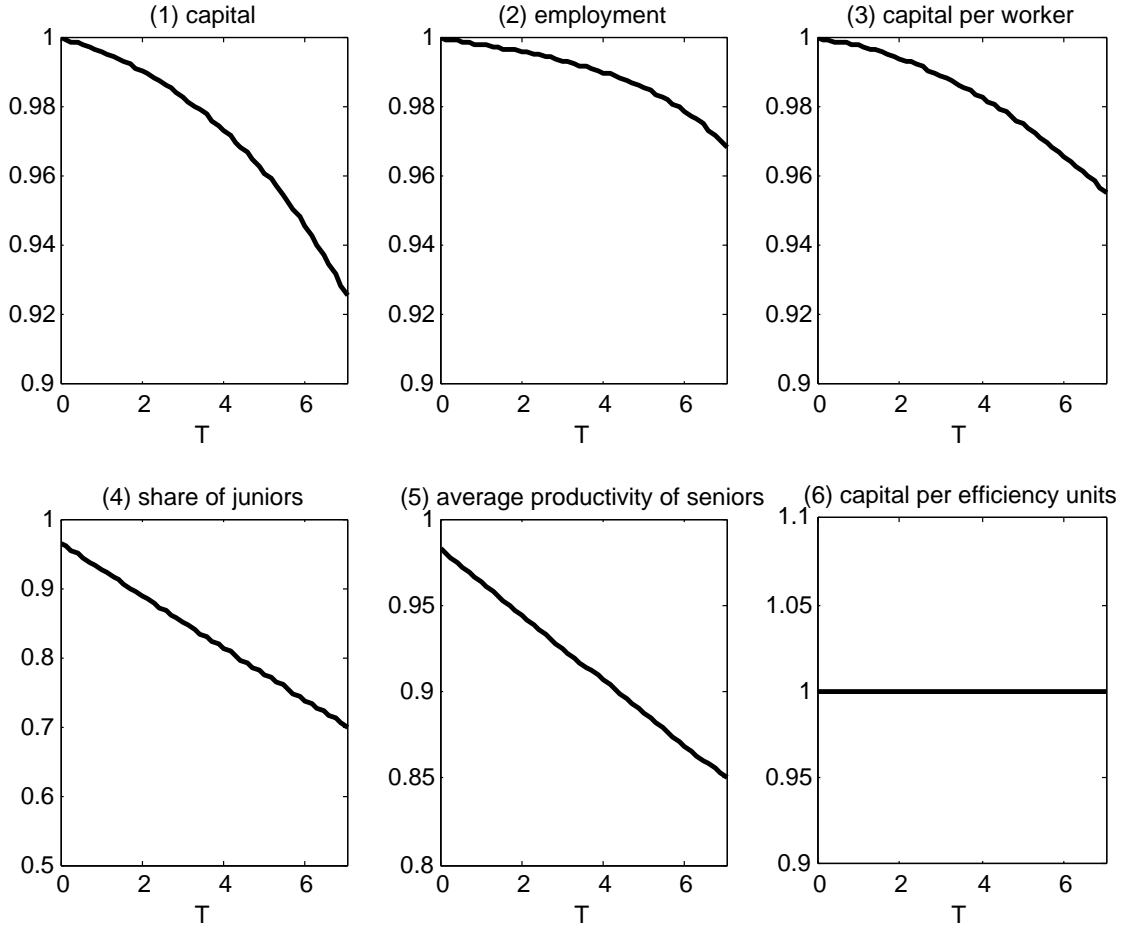 (1) capital
(2) employment
(3) capital per worker
1
0.98
0.96
0.94
0.92
0.9
0 2 4 6
T
1
0.98
0.96
0.94
0.92
0.9
0 2 4 6
T
1
0.98
0.96
0.94
0.92
0.9
0 2 4 6
T
(4) share of juniors
(5) average productivity of seniors
(6) capital per efficiency units
1
0.9
0.8
0.7
0.6
0.5
0 2 4 6
T
1
0.95
0.9
0.85
0.8
0 2 4 6
T
1.1
1.05
1
0.95
0.9
0 2 4 6
T